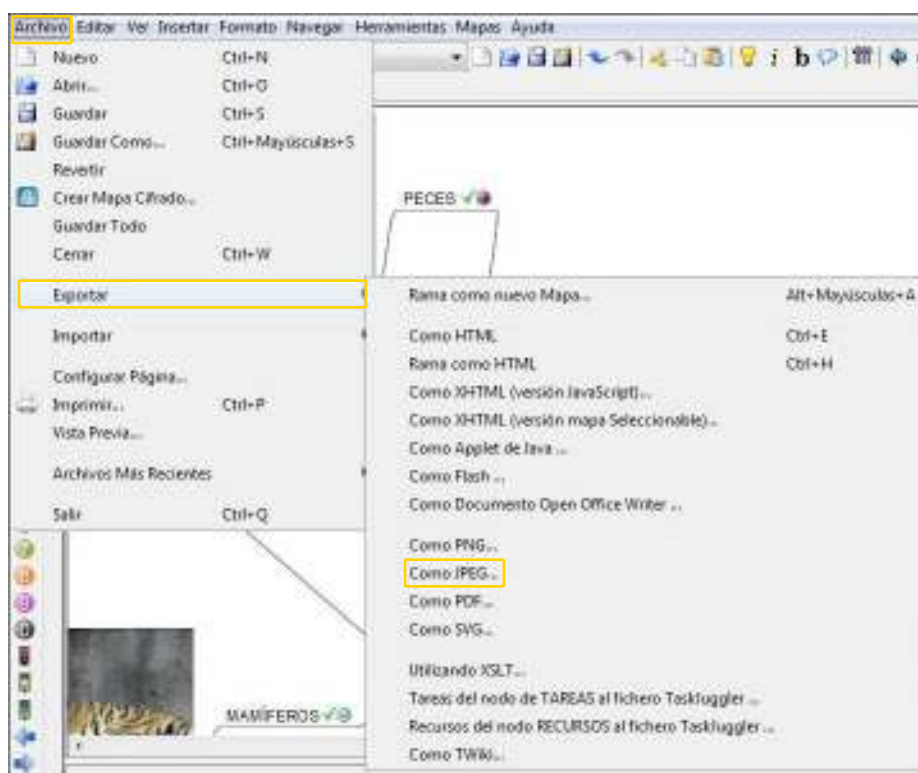 Archivo Editar Ver Insertar Formato Navegar Herramientas Mapas Ayuda
Nuevo Ctrl+N
Abrir... Ctrl+O
Guardar Ctrl+S
Guardar Como... Ctrl+Mayúsculas+S
Revertir
Crear Mapa Cifrado...
Guardar Todo
Cerrar Ctrl+W
Exportar
Importar
Configurar Página...
Imprimir... Ctrl+P
Vista Previa...
Archivos Más Recientes
Salir Ctrl+Q
i b
PECES
Rama como nuevo Mapa... Alt+Mayúsculas+A
Como HTML Ctrl+E
Rama como HTML Ctrl+H
Como XHTML (versión JavaScript)...
Como XHTML (versión mapa Seleccionable)...
Como Applet de Java ...
Como Flash ...
Como Documento Open Office Writer ...
Como PNG...
Como JPEG...
Como PDF...
Como SVG...
Utilizando XSLT...
Tareas del nodo de TAREAS al fichero TaskJuggler ...
Recursos del nodo RECURSOS al fichero TaskJuggler ...
Como TWiki...
MAMÍFEROS